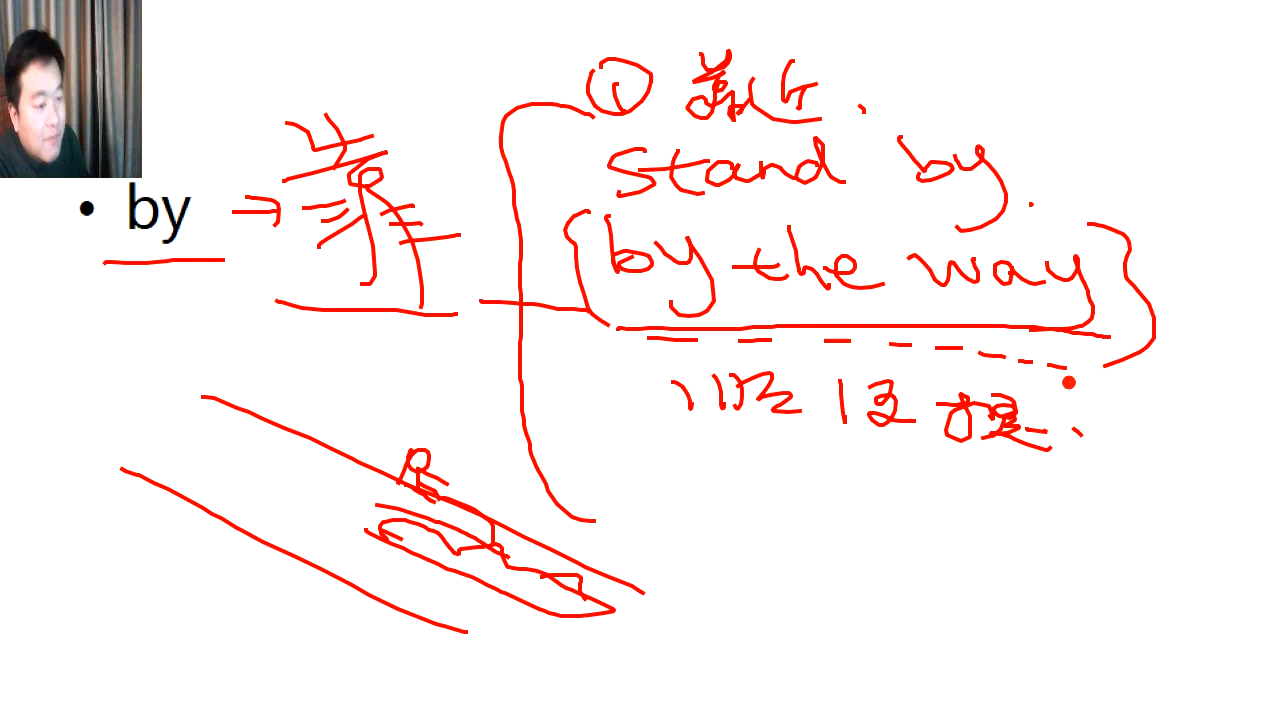 • by → 靠
① 靠近.
stand by.
(by the way)
顺便提